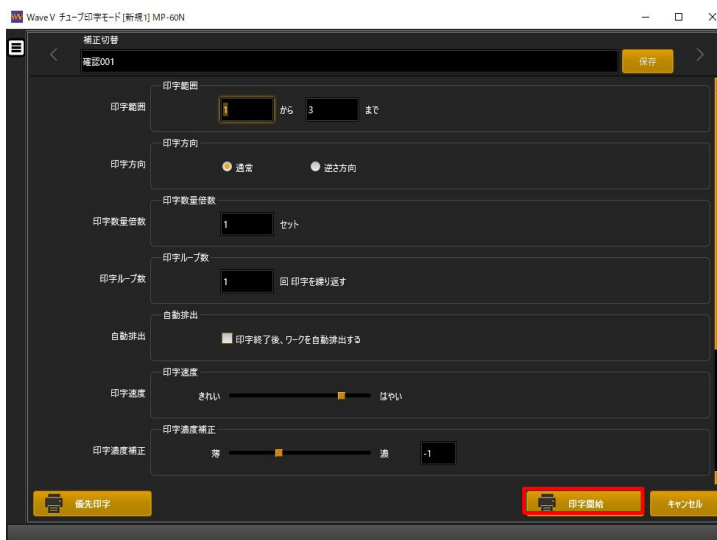 WV Wave V チューブ印字モード [新規1] MP-60N
補正切替
確認001
保存
印字範囲
印字範囲 1 から 3 まで
印字方向
印字方向 通常 逆さ方向
印字数量倍数
印字数量倍数 1 セット
印字ループ数
印字ループ数 1 回 印字を繰り返す
自動排出
自動排出 印字終了後、ワークを自動排出する
印字速度
印字速度 きれい はやい
印字濃度補正
印字濃度補正 薄 濃 -1
優先印字 印字開始 キャンセル